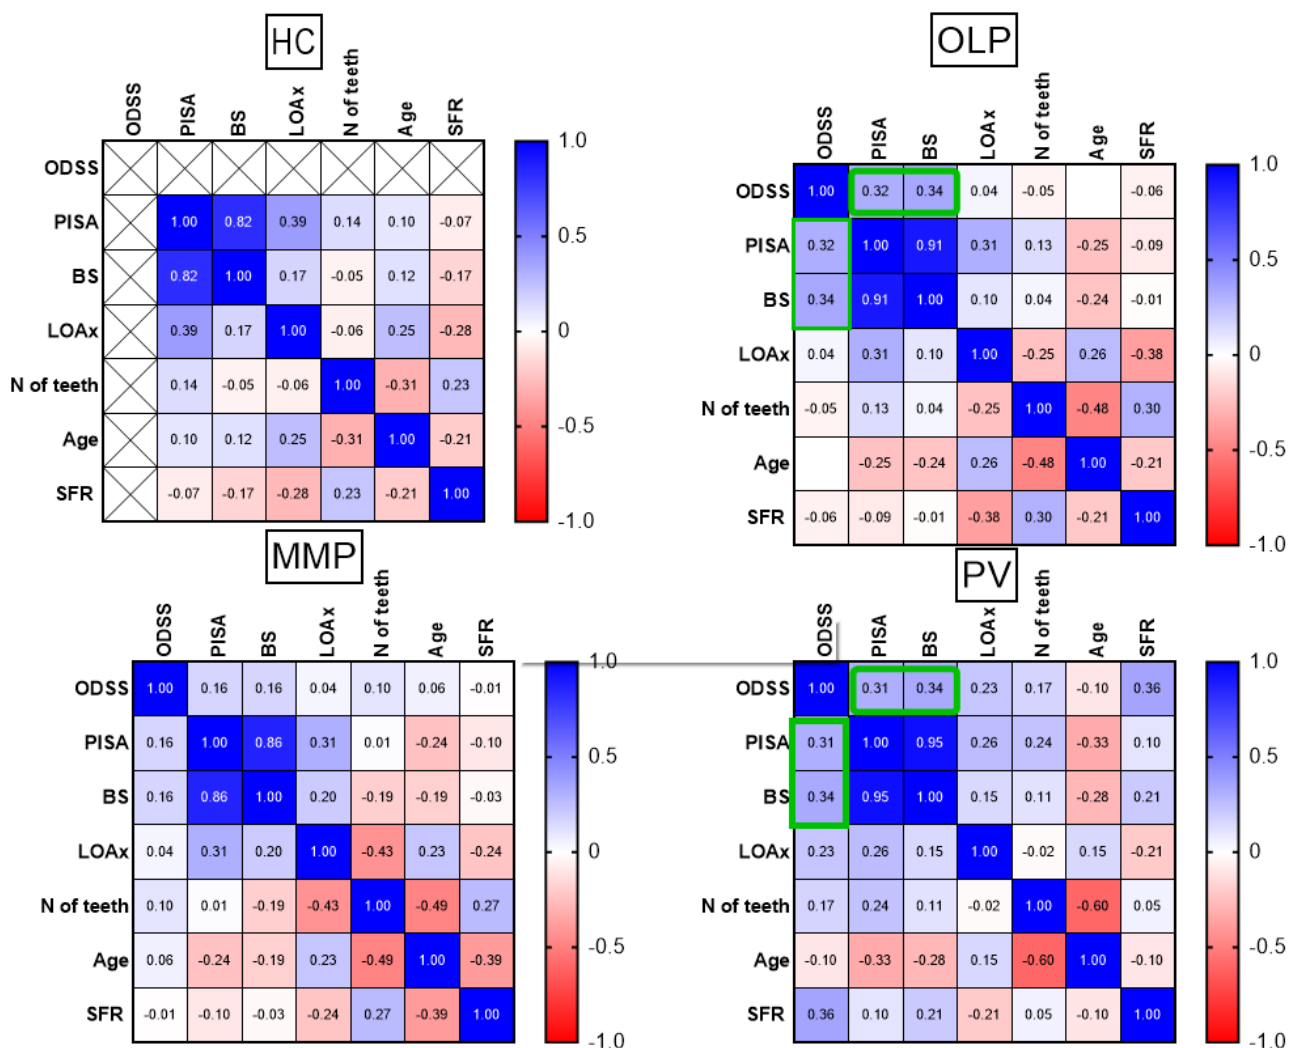 HC
ODSS PISA BS LOAx N of teeth Age SFR
ODSS
PISA 1.00 0.82 0.39 0.14 0.10 -0.07
BS 0.82 1.00 0.17 -0.05 0.12 -0.17
LOAx 0.39 0.17 1.00 -0.06 0.25 -0.28
N of teeth 0.14 -0.05 -0.06 1.00 -0.31 0.23
Age 0.10 0.12 0.25 -0.31 1.00 -0.21
SFR -0.07 -0.17 -0.28 0.23 -0.21 1.00
1.0
0.5
0
-0.5
-1.0
OLP
ODSS PISA BS LOAx N of teeth Age SFR
ODSS 1.00 0.32 0.34 0.04 -0.05 -0.06
PISA 0.32 1.00 0.91 0.31 0.13 -0.25 -0.09
BS 0.34 0.91 1.00 0.10 0.04 -0.24 -0.01
LOAx 0.04 0.31 0.10 1.00 -0.25 0.26 -0.38
N of teeth -0.05 0.13 0.04 -0.25 1.00 -0.48 0.30
Age -0.25 -0.24 0.26 -0.48 1.00 -0.21
SFR -0.06 -0.09 -0.01 -0.38 0.30 -0.21 1.00
1.0
0.5
0
-0.5
-1.0
MMP
ODSS PISA BS LOAx N of teeth Age SFR
ODSS 1.00 0.16 0.16 0.04 0.10 0.06 -0.01
PISA 0.16 1.00 0.86 0.31 0.01 -0.24 -0.10
BS 0.16 0.86 1.00 0.20 -0.19 -0.19 -0.03
LOAx 0.04 0.31 0.20 1.00 -0.43 0.23 -0.24
N of teeth 0.10 0.01 -0.19 -0.43 1.00 -0.49 0.27
Age 0.06 -0.24 -0.19 0.23 -0.49 1.00 -0.39
SFR -0.01 -0.10 -0.03 -0.24 0.27 -0.39 1.00
1.0
0.5
0
-0.5
-1.0
PV
ODSS PISA BS LOAx N of teeth Age SFR
ODSS 1.00 0.31 0.34 0.23 0.17 -0.10 0.36
PISA 0.31 1.00 0.95 0.26 0.24 -0.33 0.10
BS 0.34 0.95 1.00 0.15 0.11 -0.28 0.21
LOAx 0.23 0.26 0.15 1.00 -0.02 0.15 -0.21
N of teeth 0.17 0.24 0.11 -0.02 1.00 -0.60 0.05
Age -0.10 -0.33 -0.28 0.15 -0.60 1.00 -0.10
SFR 0.36 0.10 0.21 -0.21 0.05 -0.10 1.00
1.0
0.5
0
-0.5
-1.0